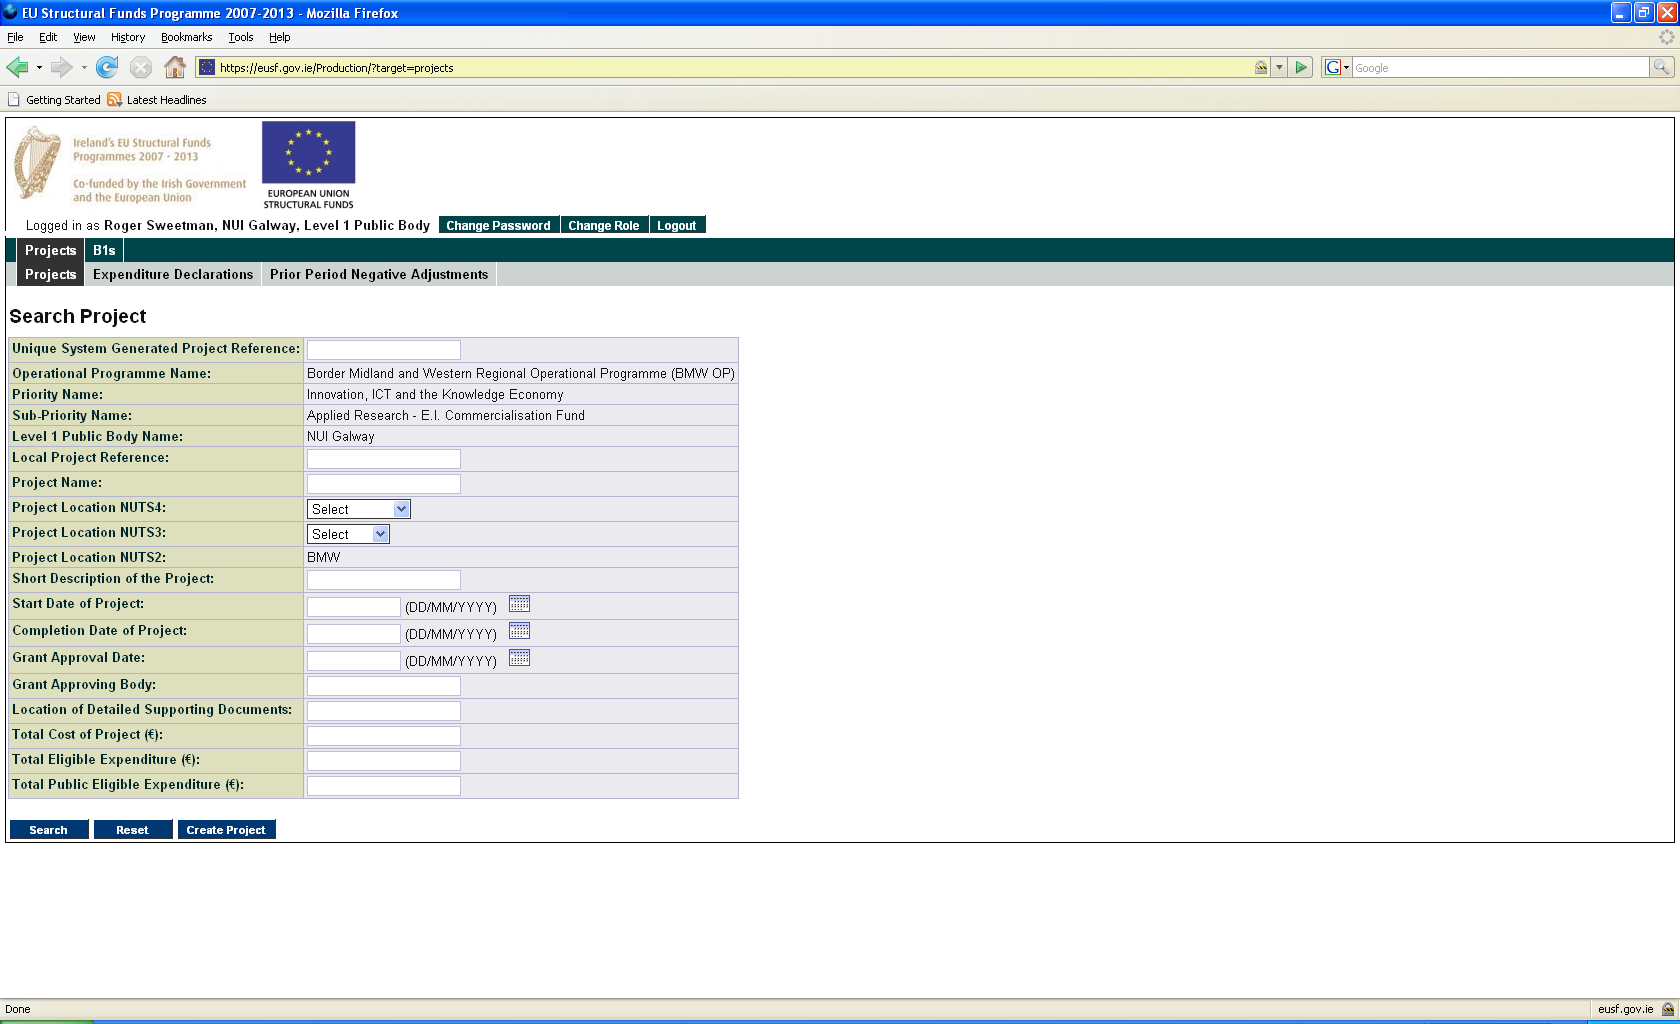 EU Structural Funds Programme 2007-2013 - Mozilla Firefox
File Edit View History Bookmarks Tools Help
https://eusf.gov.ie/Production/?target=projects
G Google
Getting Started Latest Headlines
Ireland's EU Structural Funds
Programmes 2007 - 2013
Co-funded by the Irish Government
and the European Union
EUROPEAN UNION
STRUCTURAL FUNDS
Logged in as Roger Sweetman, NUI Galway, Level 1 Public Body Change Password Change Role Logout
Projects B1s
Projects Expenditure Declarations Prior Period Negative Adjustments
Search Project
Unique System Generated Project Reference:
Operational Programme Name: Border Midland and Western Regional Operational Programme (BMW OP)
Priority Name: Innovation, ICT and the Knowledge Economy
Sub-Priority Name: Applied Research - E.I. Commercialisation Fund
Level 1 Public Body Name: NUI Galway
Local Project Reference:
Project Name:
Project Location NUTS4: Select
Project Location NUTS3: Select
Project Location NUTS2: BMW
Short Description of the Project:
Start Date of Project: (DD/MM/YYYY)
Completion Date of Project: (DD/MM/YYYY)
Grant Approval Date: (DD/MM/YYYY)
Grant Approving Body:
Location of Detailed Supporting Documents:
Total Cost of Project (€):
Total Eligible Expenditure (€):
Total Public Eligible Expenditure (€):
Search Reset Create Project
Done eusf.gov.ie